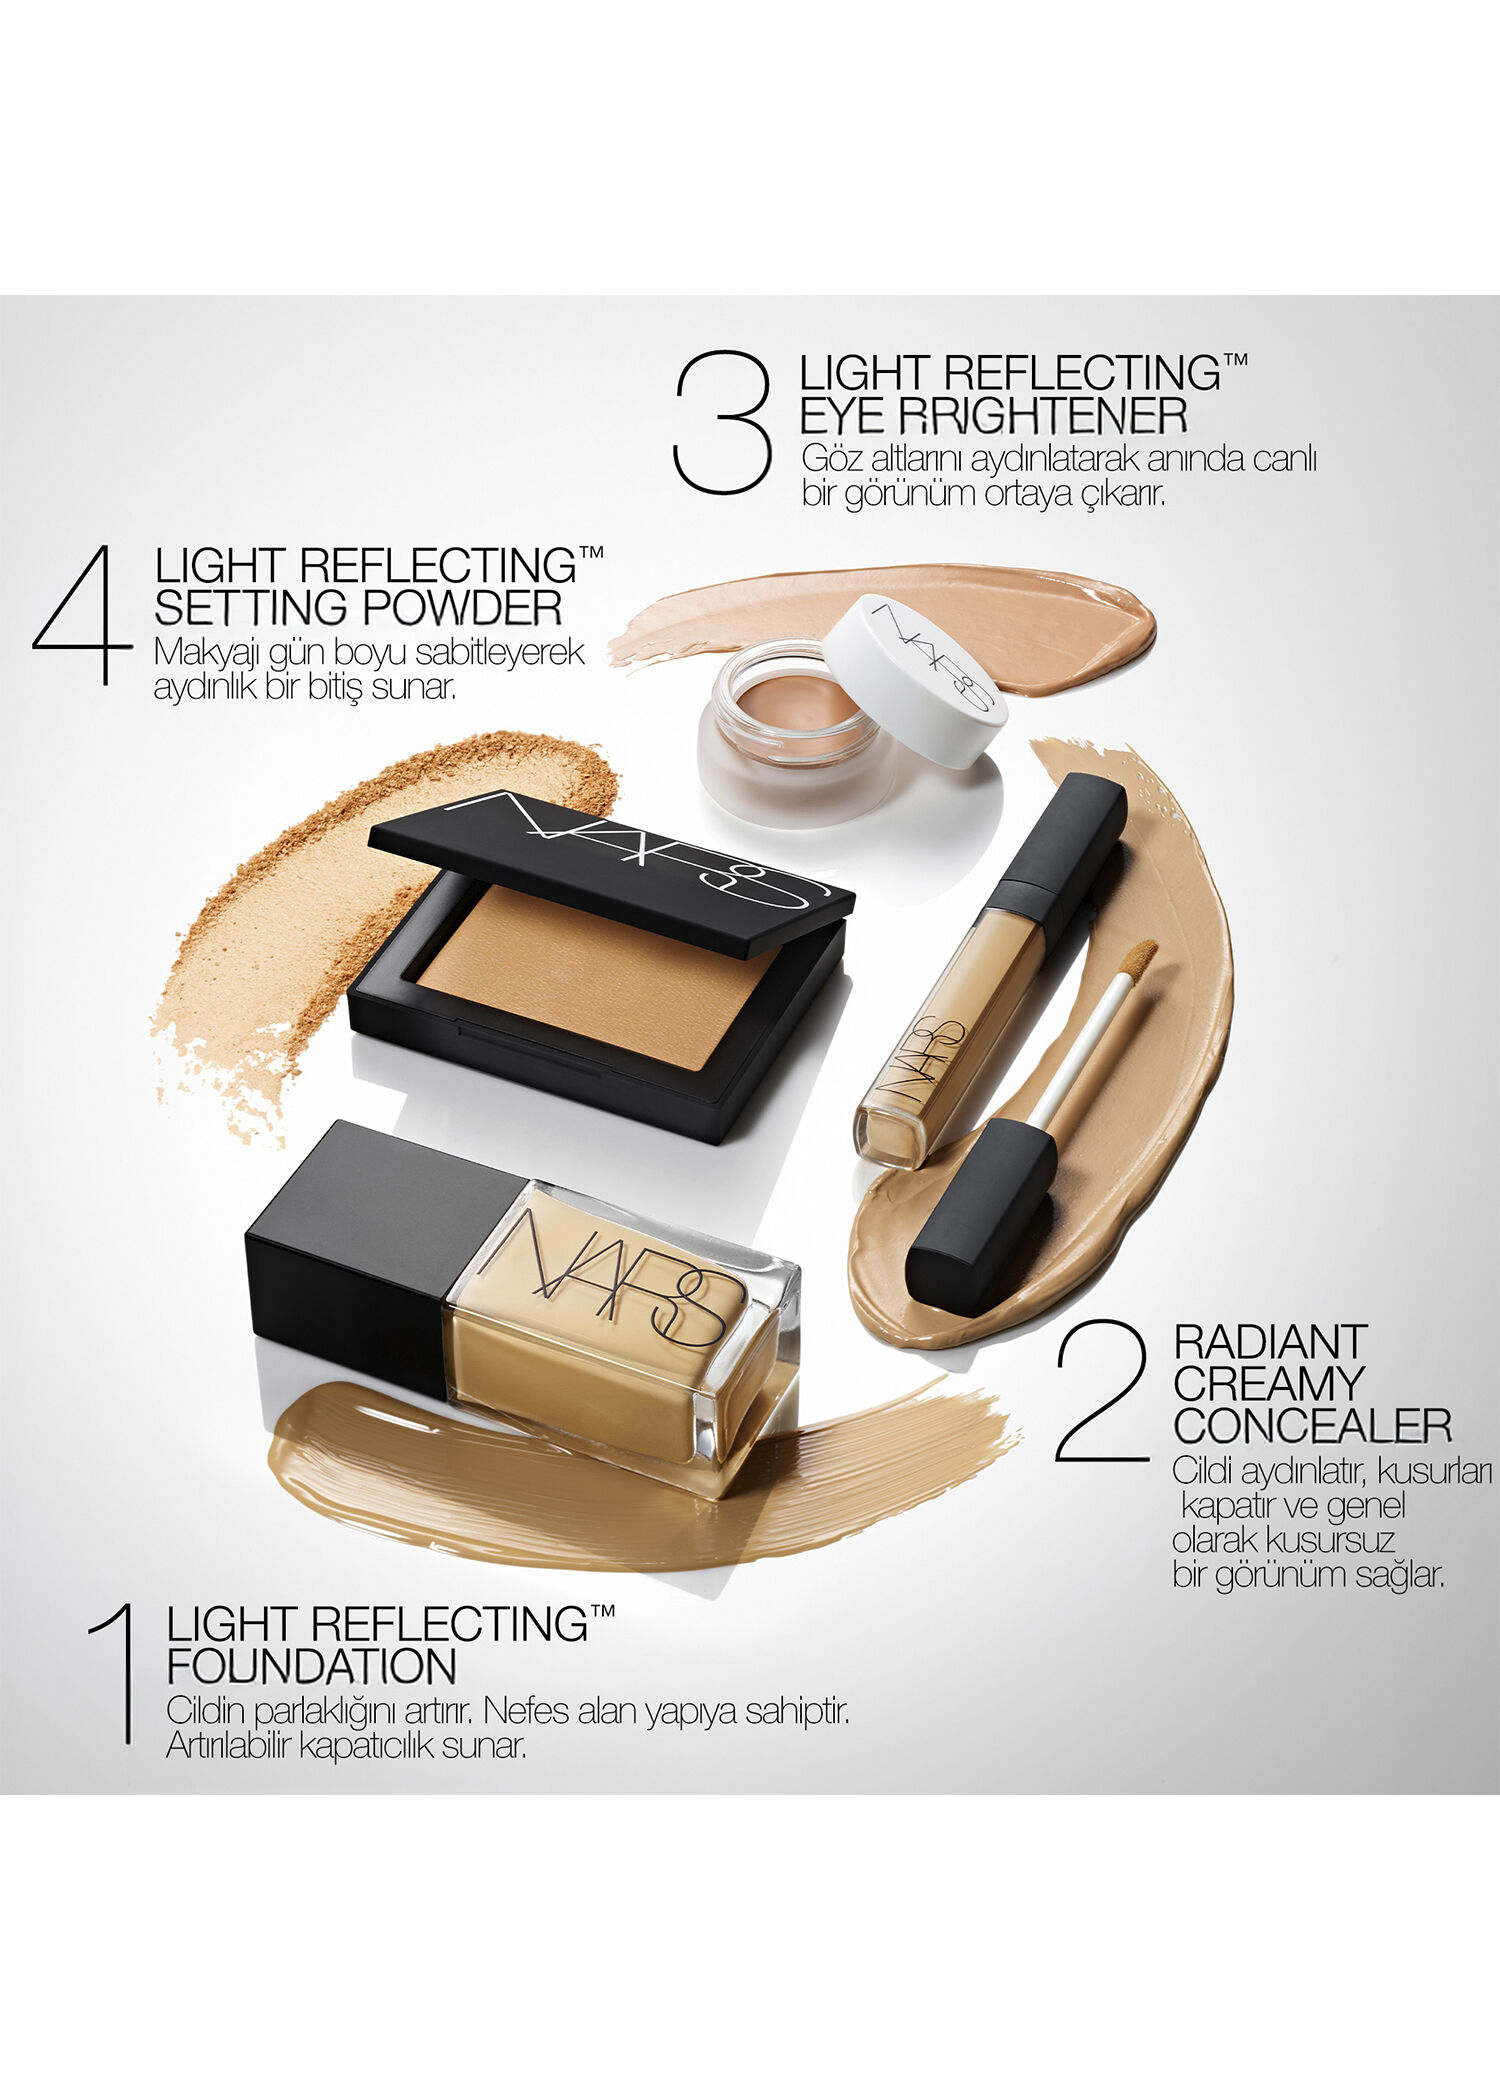 3
LIGHT REFLECTING™
EYE RRIGHTENER
Göz altlarını aydınlatarak anında canlı
bir görünüm ortaya çıkarır.
4
LIGHT REFLECTING™
SETTING POWDER
Makyajı gün boyu sabitleyerek
aydınlık bir bitiş sunar.
NARS
NARS
NARS
NARS
2
RADIANT
CREAMY
CONCEALER
Cildi aydınlatır, kusurları
kapatır ve genel
olarak kusursuz
bir görünüm sağlar.
1
LIGHT REFLECTING™
FOUNDATION
Cildin parlaklığını artırır. Nefes alan yapıya sahiptir.
Artırılabilir kapatıcılık sunar.